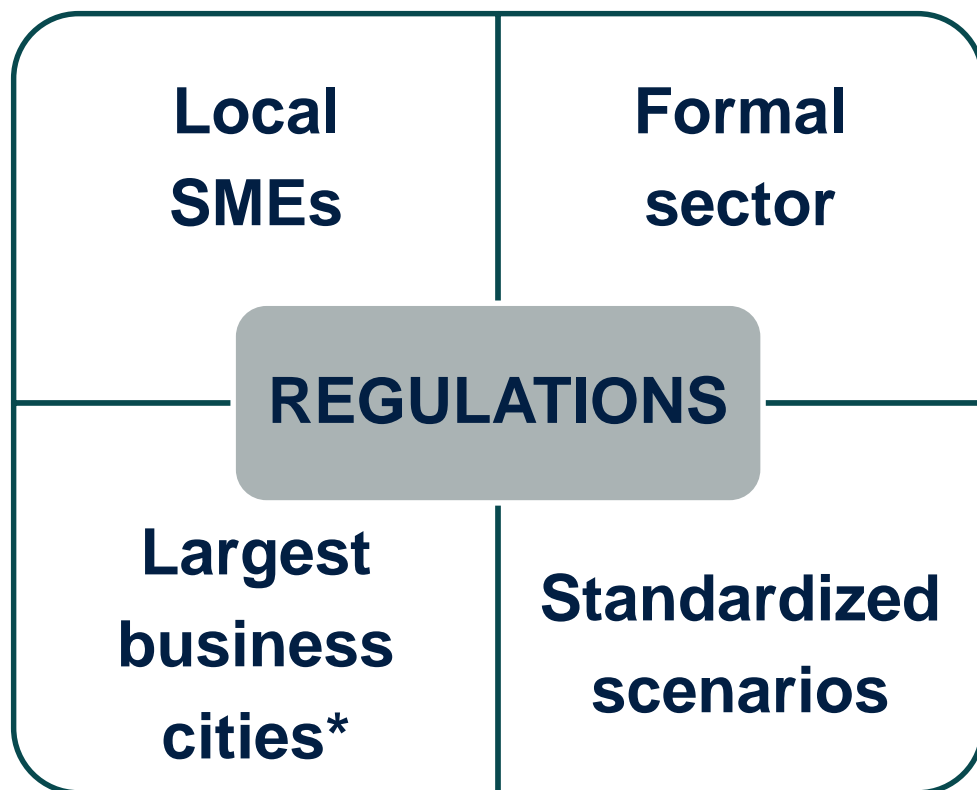 Local
SMEs
Formal
sector
REGULATIONS
Largest
business
cities*
Standardized
scenarios